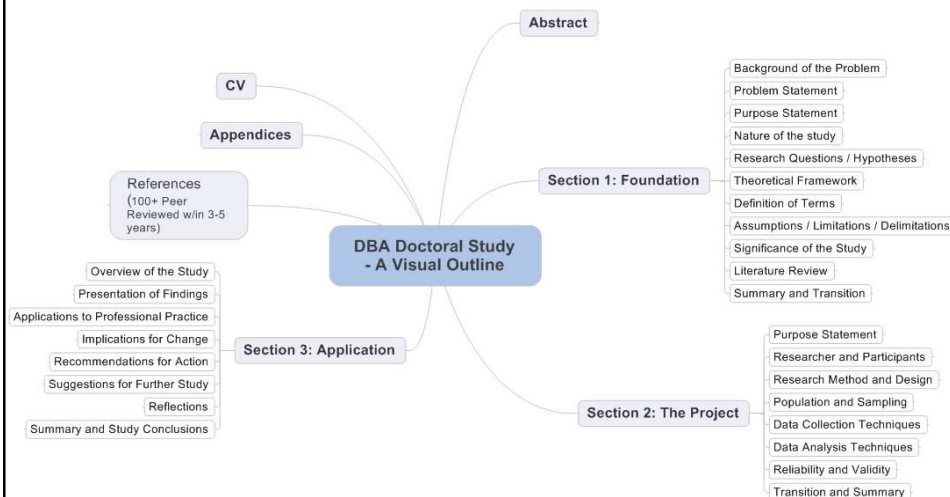 Abstract
CV
Appendices
References
(100+ Peer
Reviewed w/in 3-5
years)
DBA Doctoral Study
- A Visual Outline
Section 1: Foundation
Background of the Problem
Problem Statement
Purpose Statement
Nature of the study
Research Questions / Hypotheses
Theoretical Framework
Definition of Terms
Assumptions / Limitations / Delimitations
Significance of the Study
Literature Review
Summary and Transition
Section 2: The Project
Purpose Statement
Researcher and Participants
Research Method and Design
Population and Sampling
Data Collection Techniques
Data Analysis Techniques
Reliability and Validity
Transition and Summary
Section 3: Application
Overview of the Study
Presentation of Findings
Applications to Professional Practice
Implications for Change
Recommendations for Action
Suggestions for Further Study
Reflections
Summary and Study Conclusions